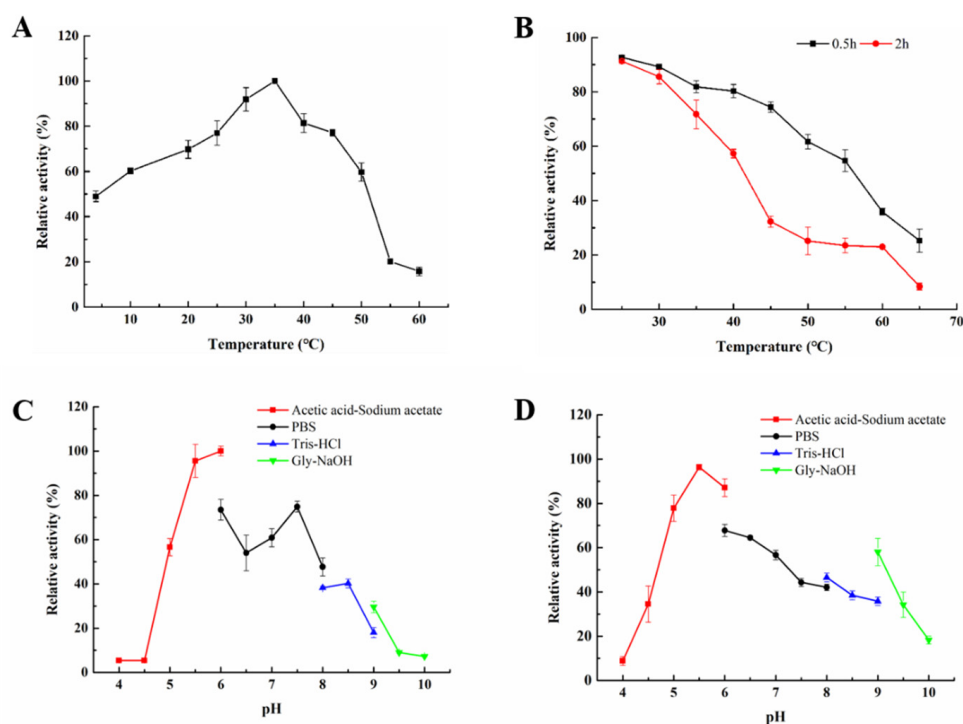 A
Relative activity (%)
120
100
80
60
40
20
0
10 20 30 40 50 60
Temperature (°C)
B
0.5h 2h
Relative activity (%)
100
80
60
40
20
0
30 40 50 60 70
Temperature (°C)
C
Acetic acid-Sodium acetate
PBS
Tris-HCl
Gly-NaOH
Relative activity (%)
120
100
80
60
40
20
0
4 5 6 7 8 9 10
pH
D
Acetic acid-Sodium acetate
PBS
Tris-HCl
Gly-NaOH
Relative activity (%)
120
100
80
60
40
20
0
4 5 6 7 8 9 10
pH